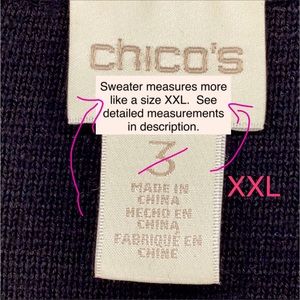 chico's
Sweater measures more
like a size XXL. See
detailed measurements
in description.
3
XXL
MADE IN
CHINA
HECHO EN
CHINA
FABRIQUÉ EN
CHINE